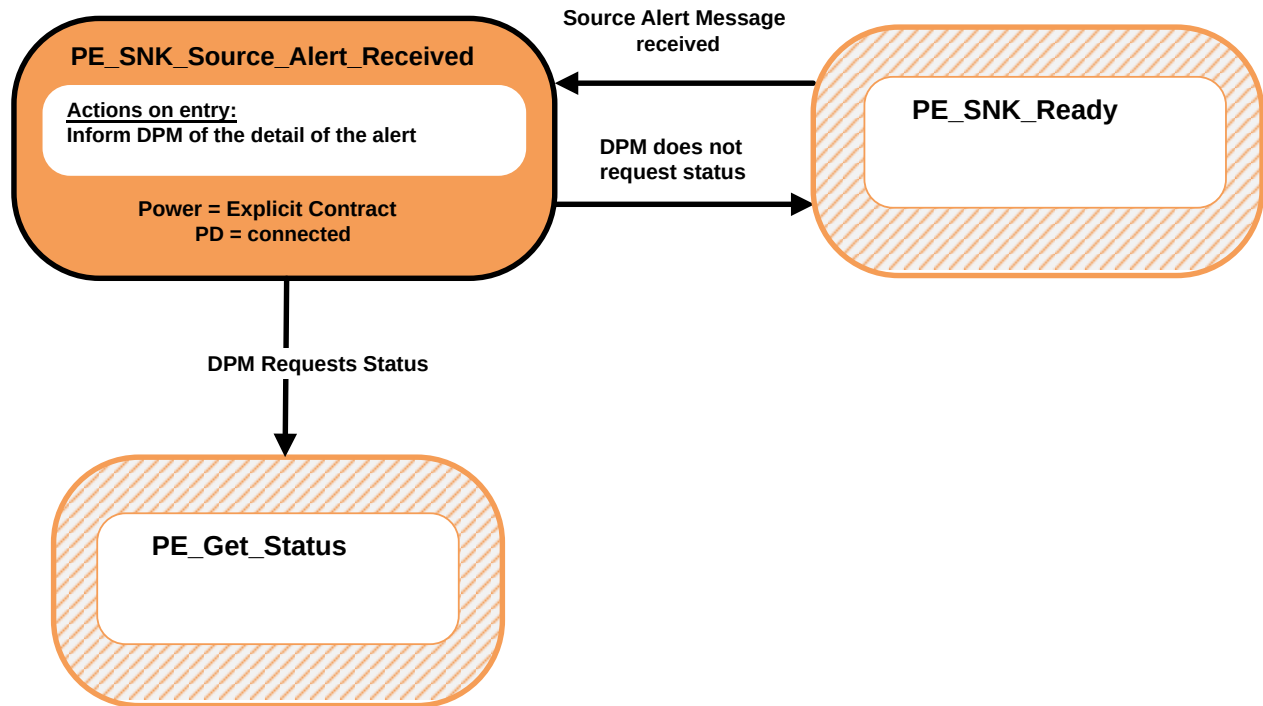 Source Alert Message
received
PE_SNK_Source_Alert_Received
Actions on entry:
Inform DPM of the detail of the alert
Power = Explicit Contract
PD = connected
DPM does not
request status
PE_SNK_Ready
DPM Requests Status
PE_Get_Status